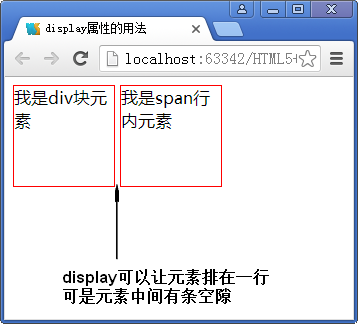 display属性的用法
localhost:63342/HTML5
我是div块元
素
我是span行
内元素
display可以让元素排在一行
可是元素中间有条空隙